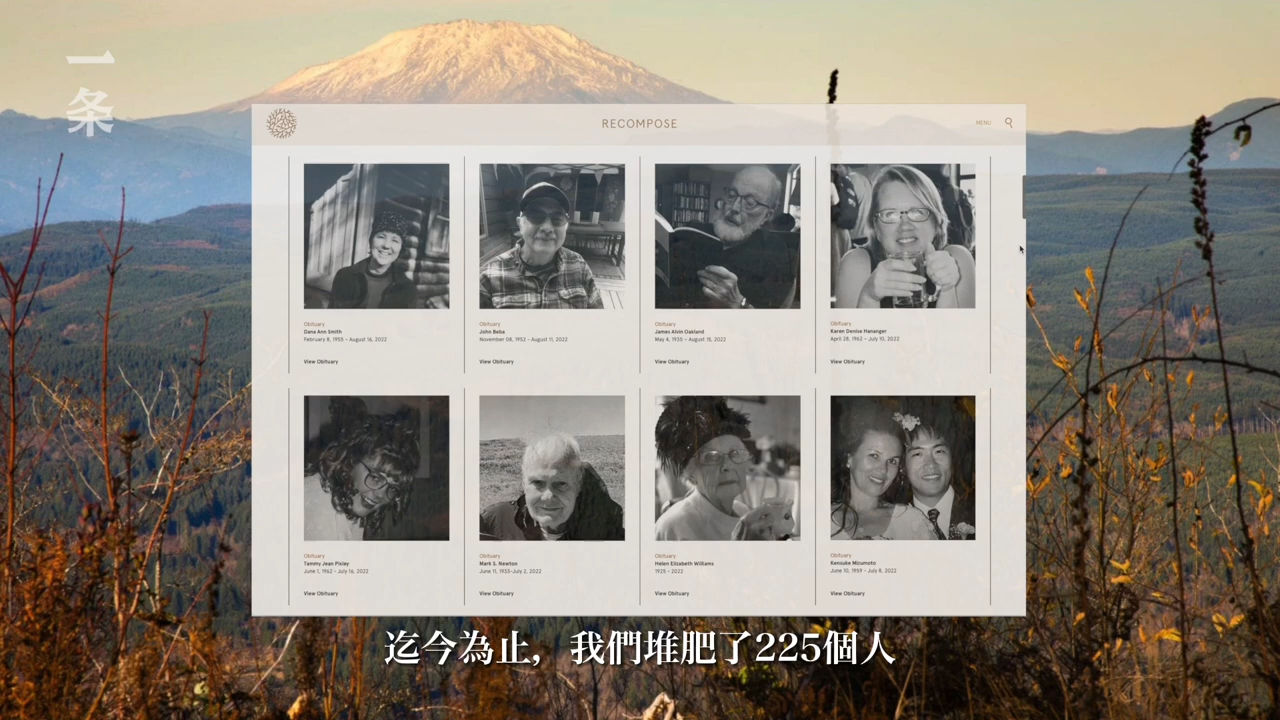 一条
RECOMPOSE
MENU
Obituary
Dana Ann Smith
February 8, 1955 - August 16, 2022
View Obituary
Obituary
John Beba
November 08, 1952 - August 11, 2022
View Obituary
Obituary
James Alvin Oakland
May 4, 1935 - August 15, 2022
View Obituary
Obituary
Karen Denise Hananger
April 28, 1962 - July 10, 2022
View Obituary
Obituary
Tammy Jean Pixley
June 1, 1962 - July 16, 2022
View Obituary
Obituary
Mark S. Newton
June 11, 1933-July 2, 2022
View Obituary
Obituary
Helen Elizabeth Williams
1925 - 2022
View Obituary
Obituary
Kensuke Mizumoto
June 10, 1959 - July 8, 2022
View Obituary
迄今為止，我們堆肥了225個人